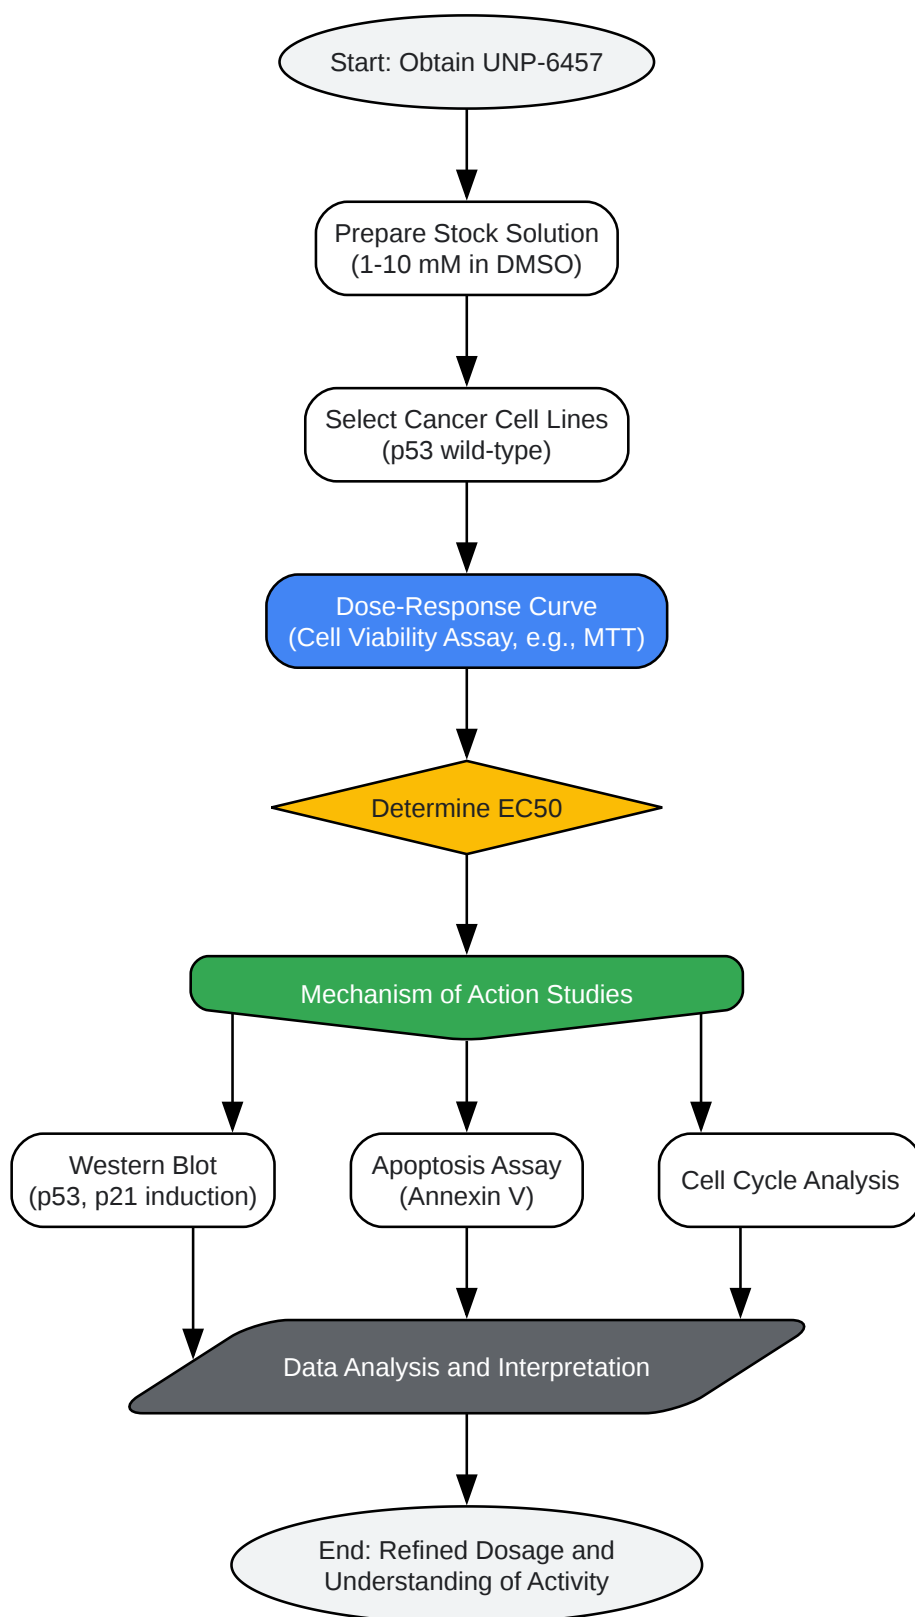 Start: Obtain UNP-6457
Prepare Stock Solution
(1-10 mM in DMSO)
Select Cancer Cell Lines
(p53 wild-type)
Dose-Response Curve
(Cell Viability Assay, e.g., MTT)
Determine EC50
Mechanism of Action Studies
Western Blot
(p53, p21 induction)
Apoptosis Assay
(Annexin V)
Cell Cycle Analysis
Data Analysis and Interpretation
End: Refined Dosage and
Understanding of Activity